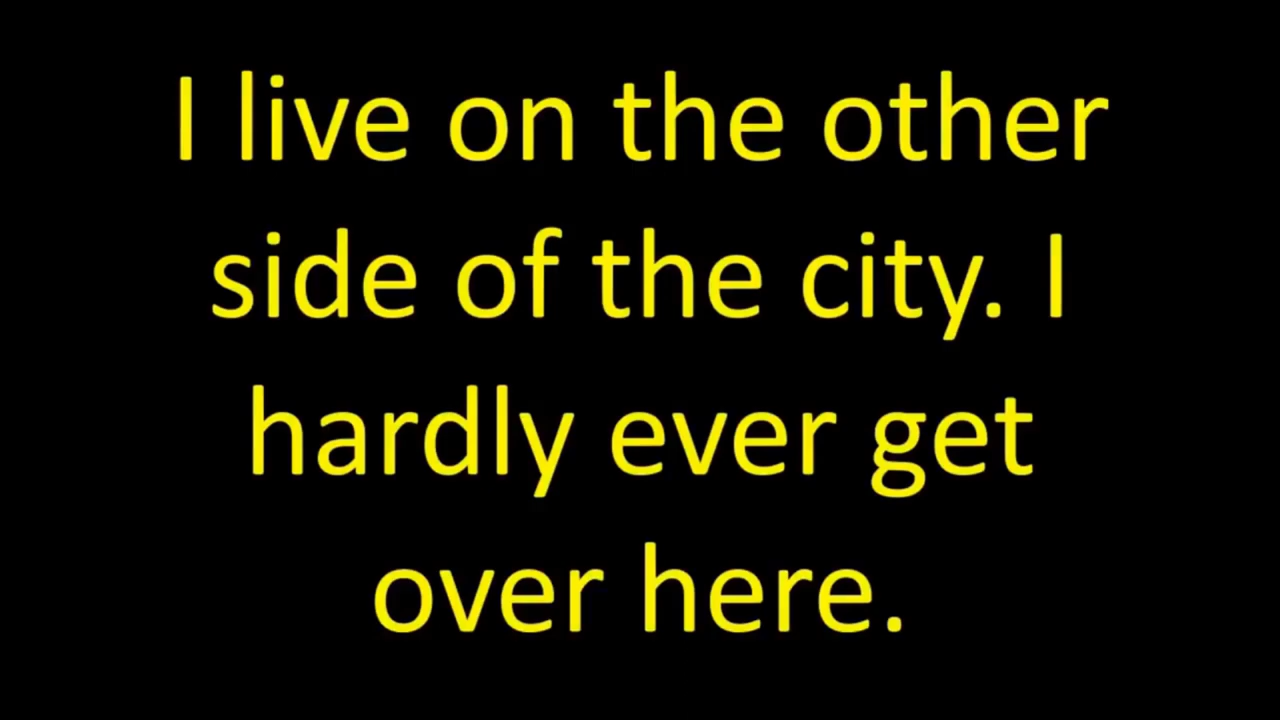 I live on the other
side of the city. I
hardly ever get
over here.